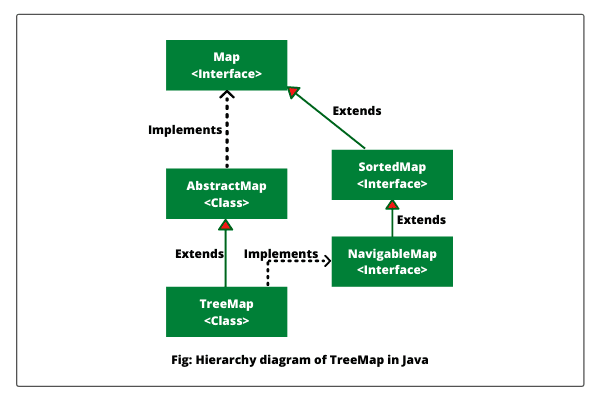 Map
<Interface>
Extends
Implements
SortedMap
<Interface>
AbstractMap
<Class>
Extends
Extends
Implements
NavigableMap
<Interface>
TreeMap
<Class>
Fig: Hierarchy diagram of TreeMap in Java